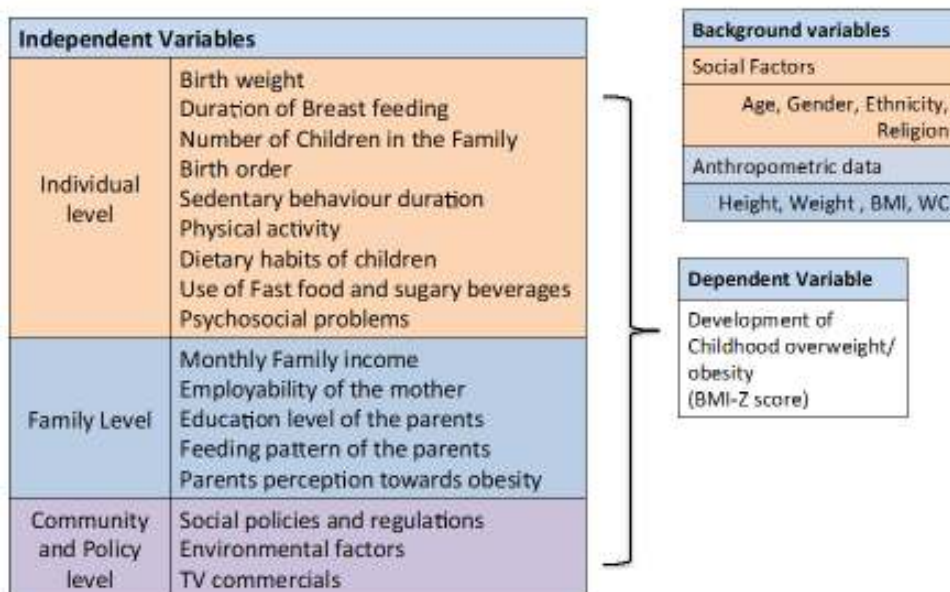 Independent Variables
Individual
level
Birth weight
Duration of Breast feeding
Number of Children in the Family
Birth order
Sedentary behaviour duration
Physical activity
Dietary habits of children
Use of Fast food and sugary beverages
Psychosocial problems
Family Level
Monthly Family income
Employability of the mother
Education level of the parents
Feeding pattern of the parents
Parents perception towards obesity
Community
and Policy
level
Social policies and regulations
Environmental factors
TV commercials
Background variables
Social Factors
Age, Gender, Ethnicity,
Religion
Anthropometric data
Height, Weight , BMI, WC
Dependent Variable
Development of
Childhood overweight/
obesity
(BMI-Z score)